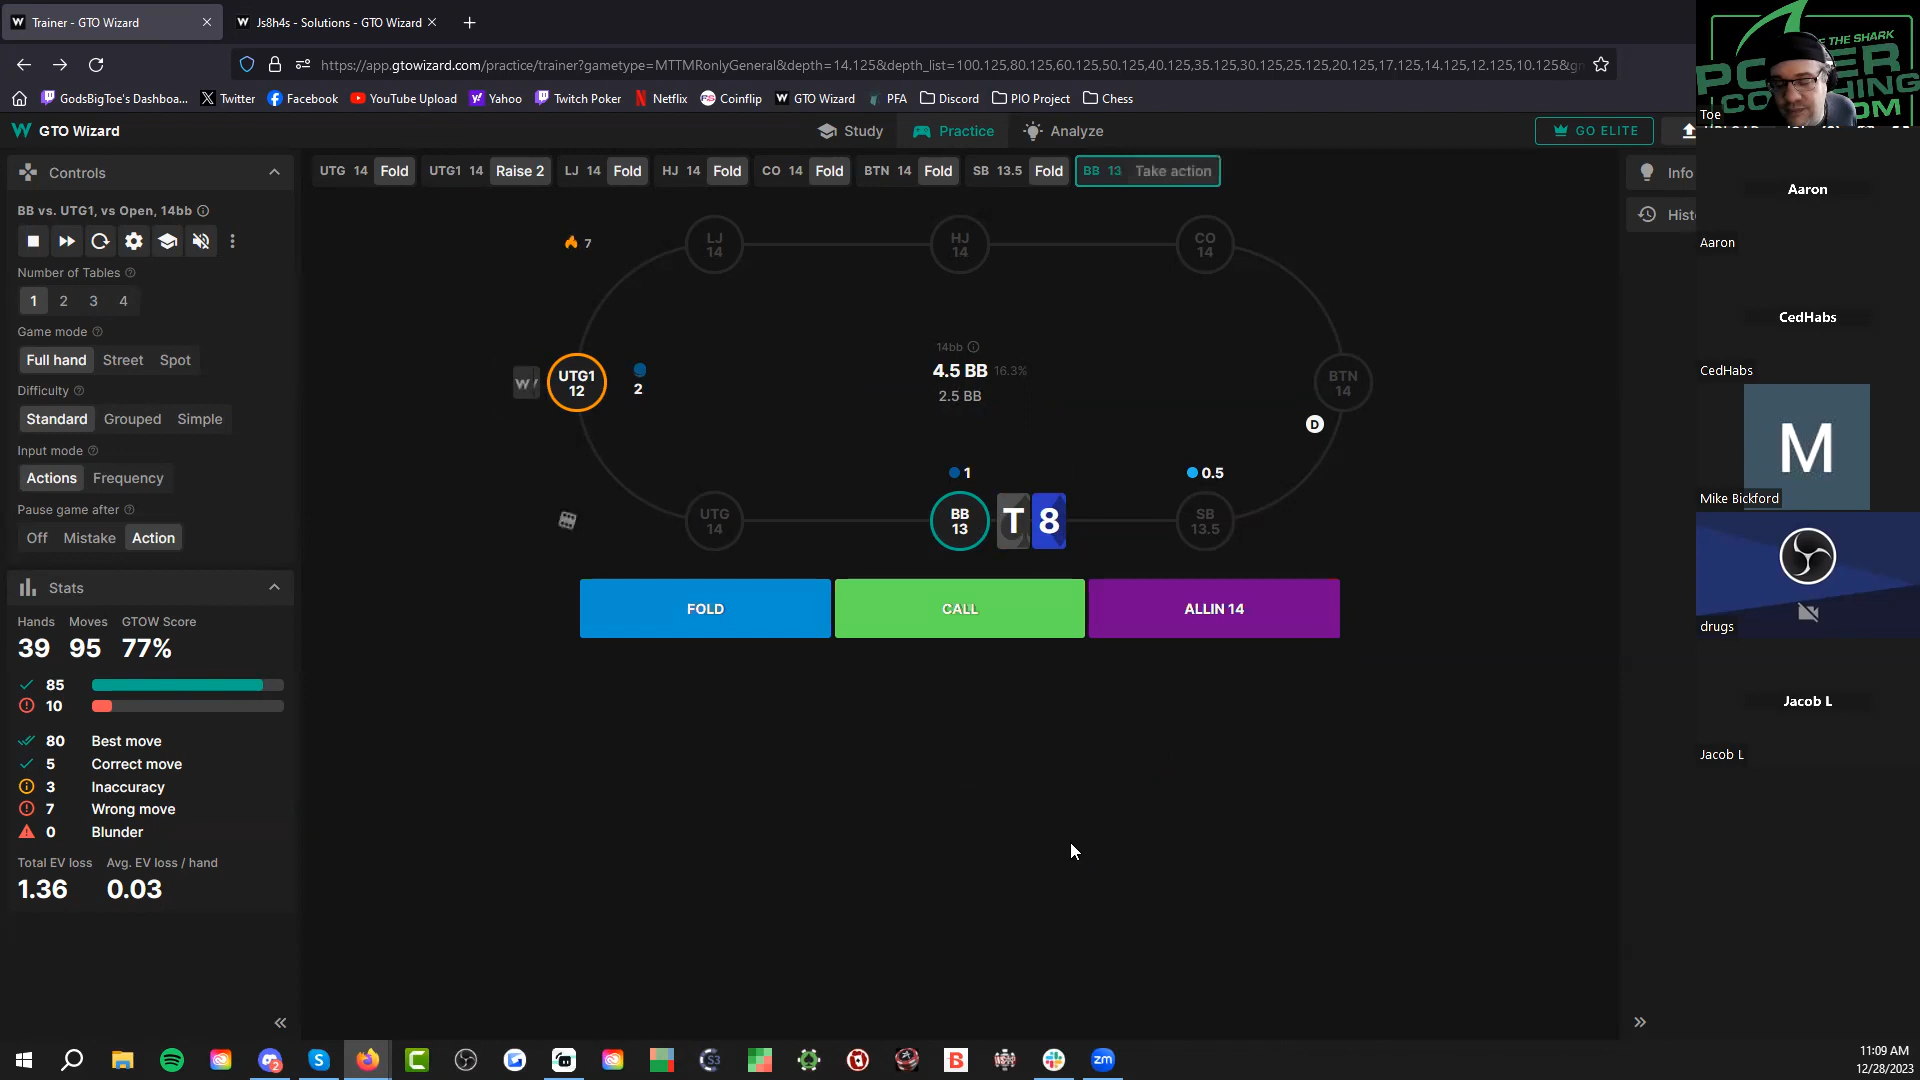 Trainer - GTO Wizard
Js8h4s - Solutions - GTO Wizard
https://app.gtowizard.com/practice/trainer?gametype=MTTMRonlyGeneral&depth=14.125&depth_list=100.125,80.125,60.125,50.125,40.125,35.125,30.125,25.125,20.125,17.125,14.125,12.125,10.125&
GodsBigToe's Dashboa...
Twitter
Facebook
YouTube Upload
Yahoo
Twitch Poker
Netflix
Coinflip
GTO Wizard
PFA
Discord
PIO Project
Chess
GTO Wizard
Study
Practice
Analyze
GO ELITE
Controls
UTG 14 Fold
UTG1 14 Raise 2
LJ 14 Fold
HJ 14 Fold
CO 14 Fold
BTN 14 Fold
SB 13.5 Fold
BB 13 Take action
Info
Hist
BB vs. UTG1, vs Open, 14bb
Number of Tables
1 2 3 4
Game mode
Full hand Street Spot
Difficulty
Standard Grouped Simple
Input mode
Actions Frequency
Pause game after
Off Mistake Action
Stats
Hands Moves GTOW Score
39 95 77%
85
10
80 Best move
5 Correct move
3 Inaccuracy
7 Wrong move
0 Blunder
Total EV loss Avg. EV loss / hand
1.36 0.03
7
LJ
14
HJ
14
CO
14
UTG1
12
2
14bb
4.5 BB 16.3%
2.5 BB
BTN
14
D
1
0.5
UTG
14
BB
13
T 8
SB
13.5
FOLD
CALL
ALLIN 14
E THE SHARK
Toe
Aaron
Aaron
CedHabs
CedHabs
M
Mike Bickford
drugs
Jacob L
Jacob L
2
S3
B
zm
11:09 AM
12/28/2023